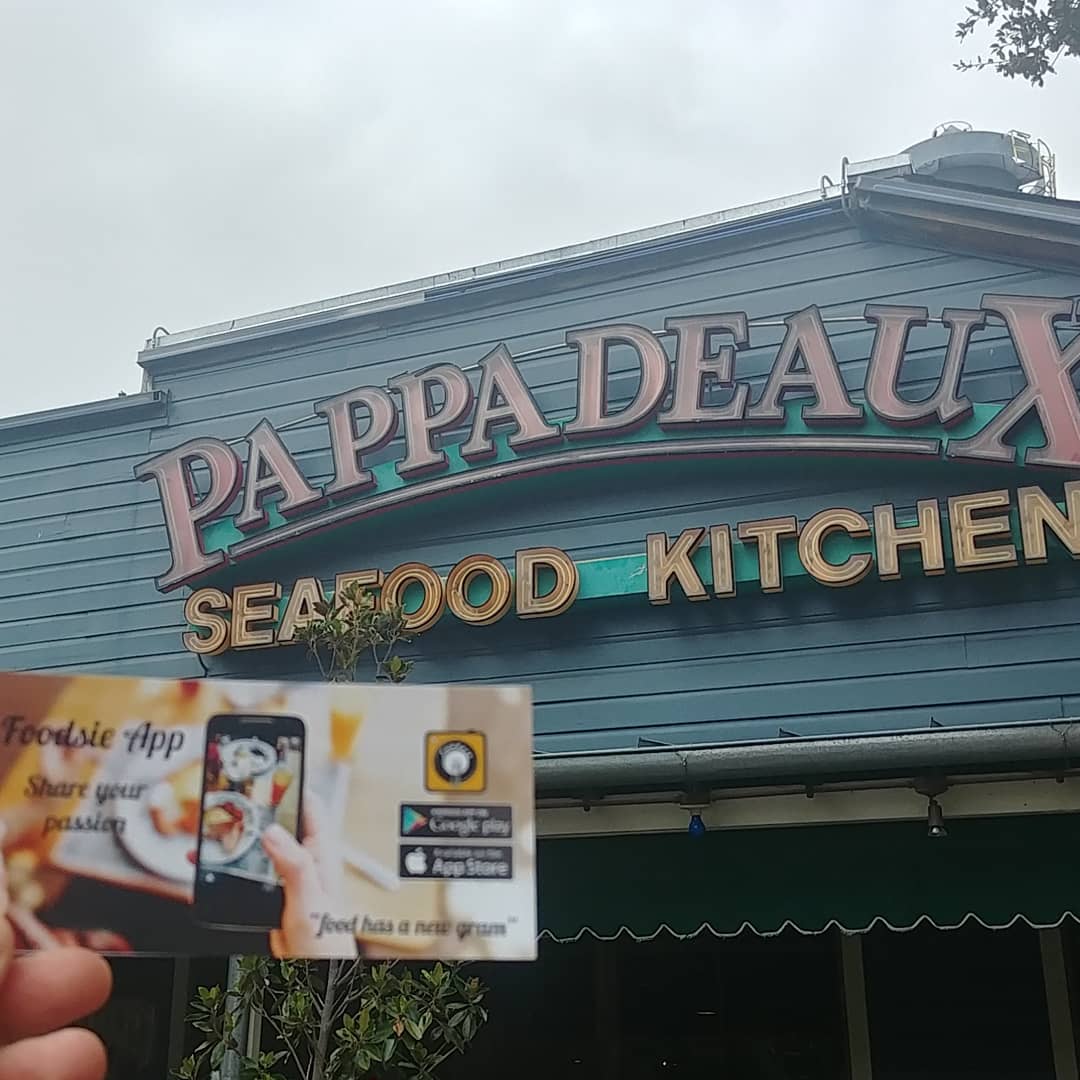 PAPPADEAUX
SEAFOOD KITCHEN
Foodsie App
Share your
passion
Google play
App Store
"food has a new gram"